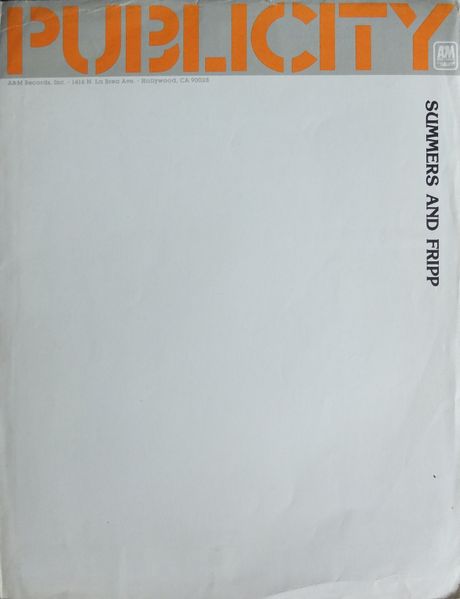 PUBLICITY
A&M
A&M Records, Inc. · 1416 N. La Brea Ave. · Hollywood, CA 90028
SUMMERS AND FRIPP